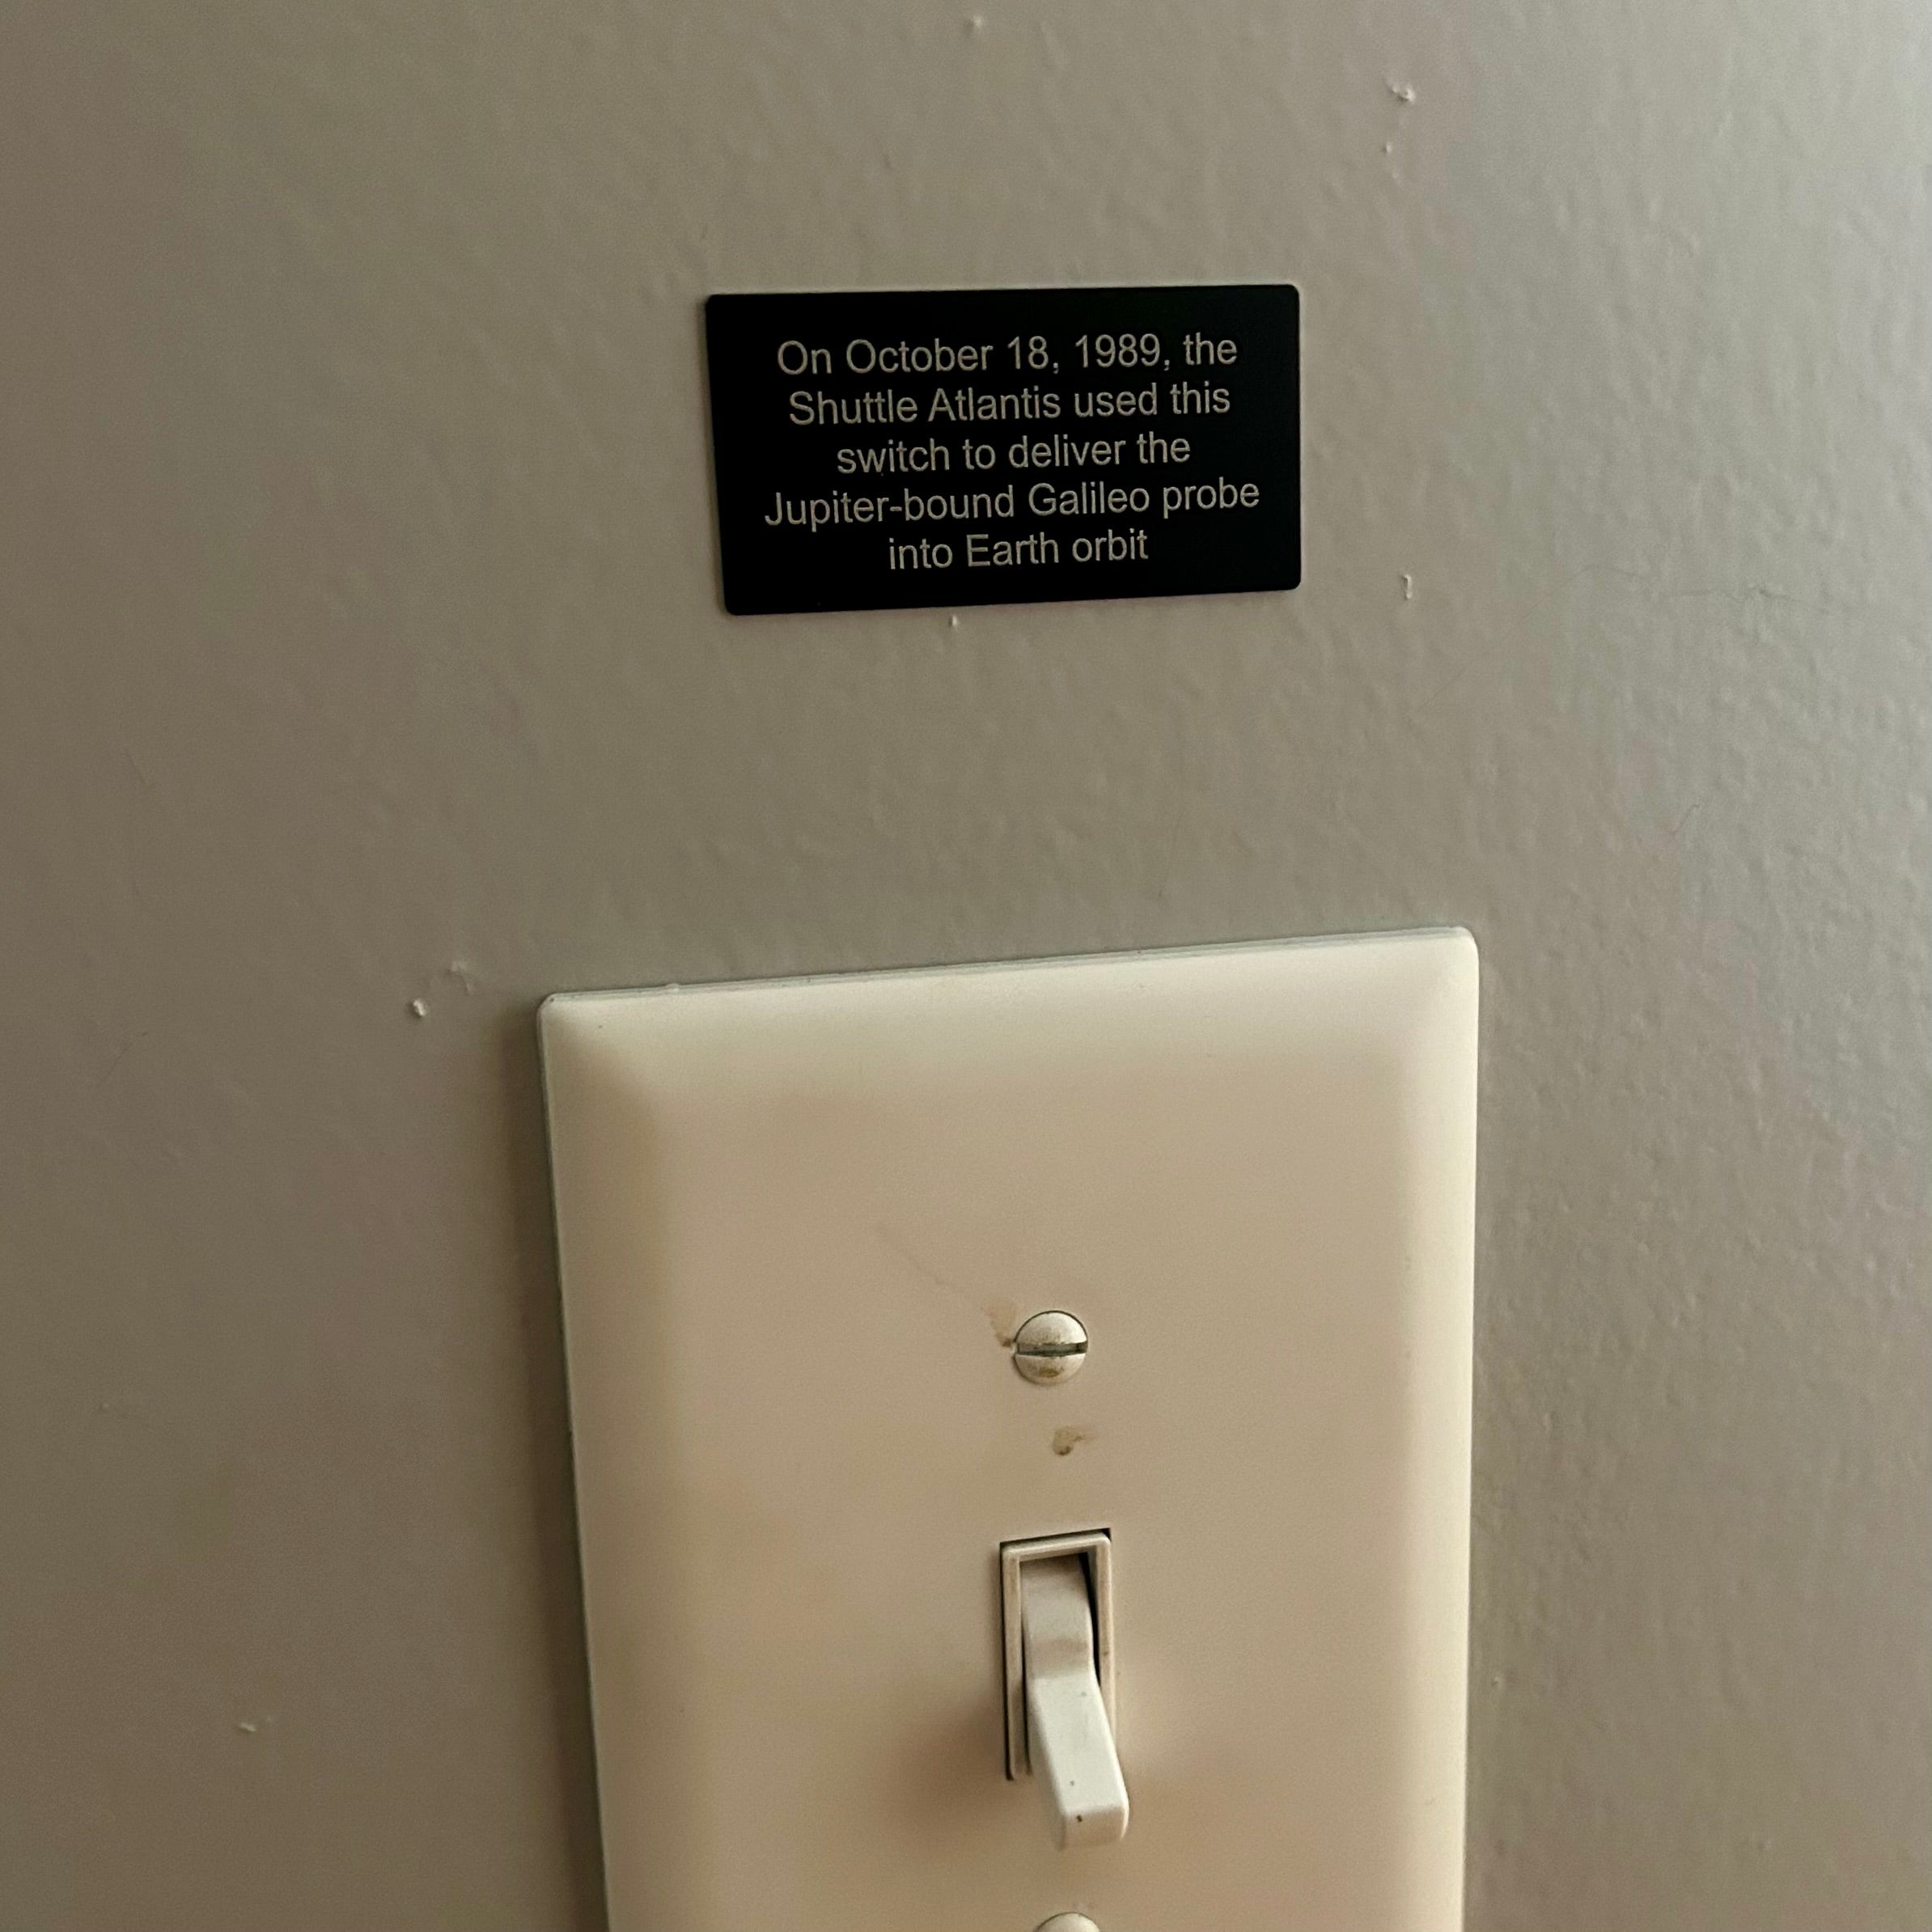 On October 18, 1989, the
Shuttle Atlantis used this
switch to deliver the
Jupiter-bound Galileo probe
into Earth orbit